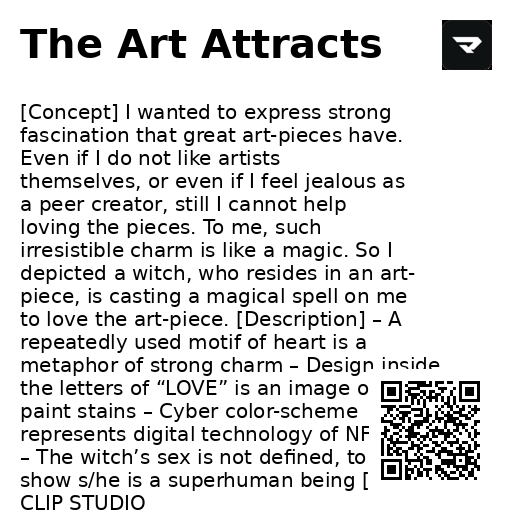 The Art Attracts
[Concept] I wanted to express strong
fascination that great art-pieces have.
Even if I do not like artists
themselves, or even if I feel jealous as
a peer creator, still I cannot help
loving the pieces. To me, such
irresistible charm is like a magic. So I
depicted a witch, who resides in an art-
piece, is casting a magical spell on me
to love the art-piece. [Description] – A
repeatedly used motif of heart is a
metaphor of strong charm – Design inside
the letters of “LOVE” is an image o
paint stains – Cyber color-scheme
represents digital technology of NF
– The witch’s sex is not defined, to
show s/he is a superhuman being [
CLIP STUDIO